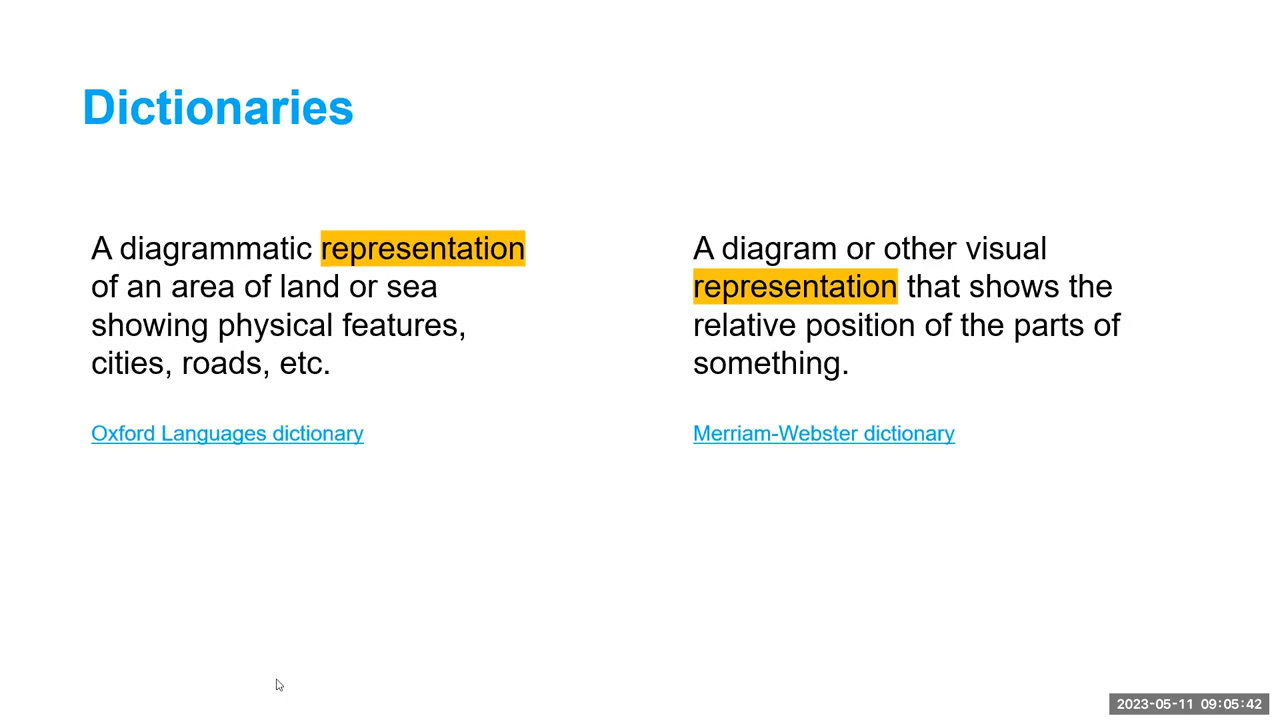 Dictionaries
A diagrammatic representation
of an area of land or sea
showing physical features,
cities, roads, etc.
Oxford Languages dictionary
A diagram or other visual
representation that shows the
relative position of the parts of
something.
Merriam-Webster dictionary
2023-05-11 09:05:42